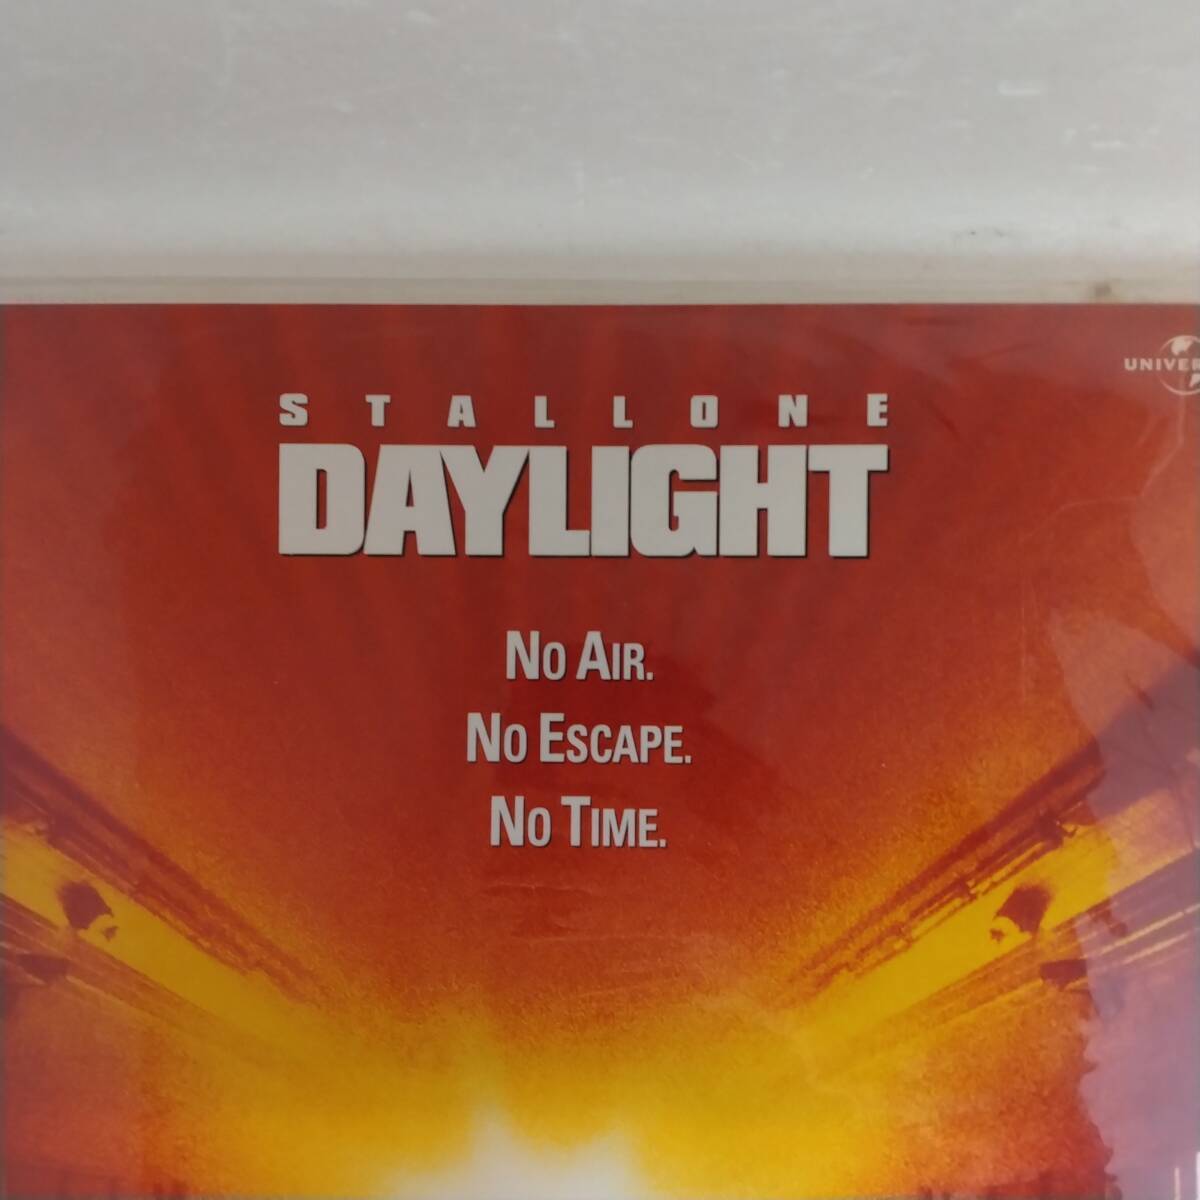 UNIVER
STALLONE
DAYLIGHT
NO AIR.
NO ESCAPE.
NO TIME.